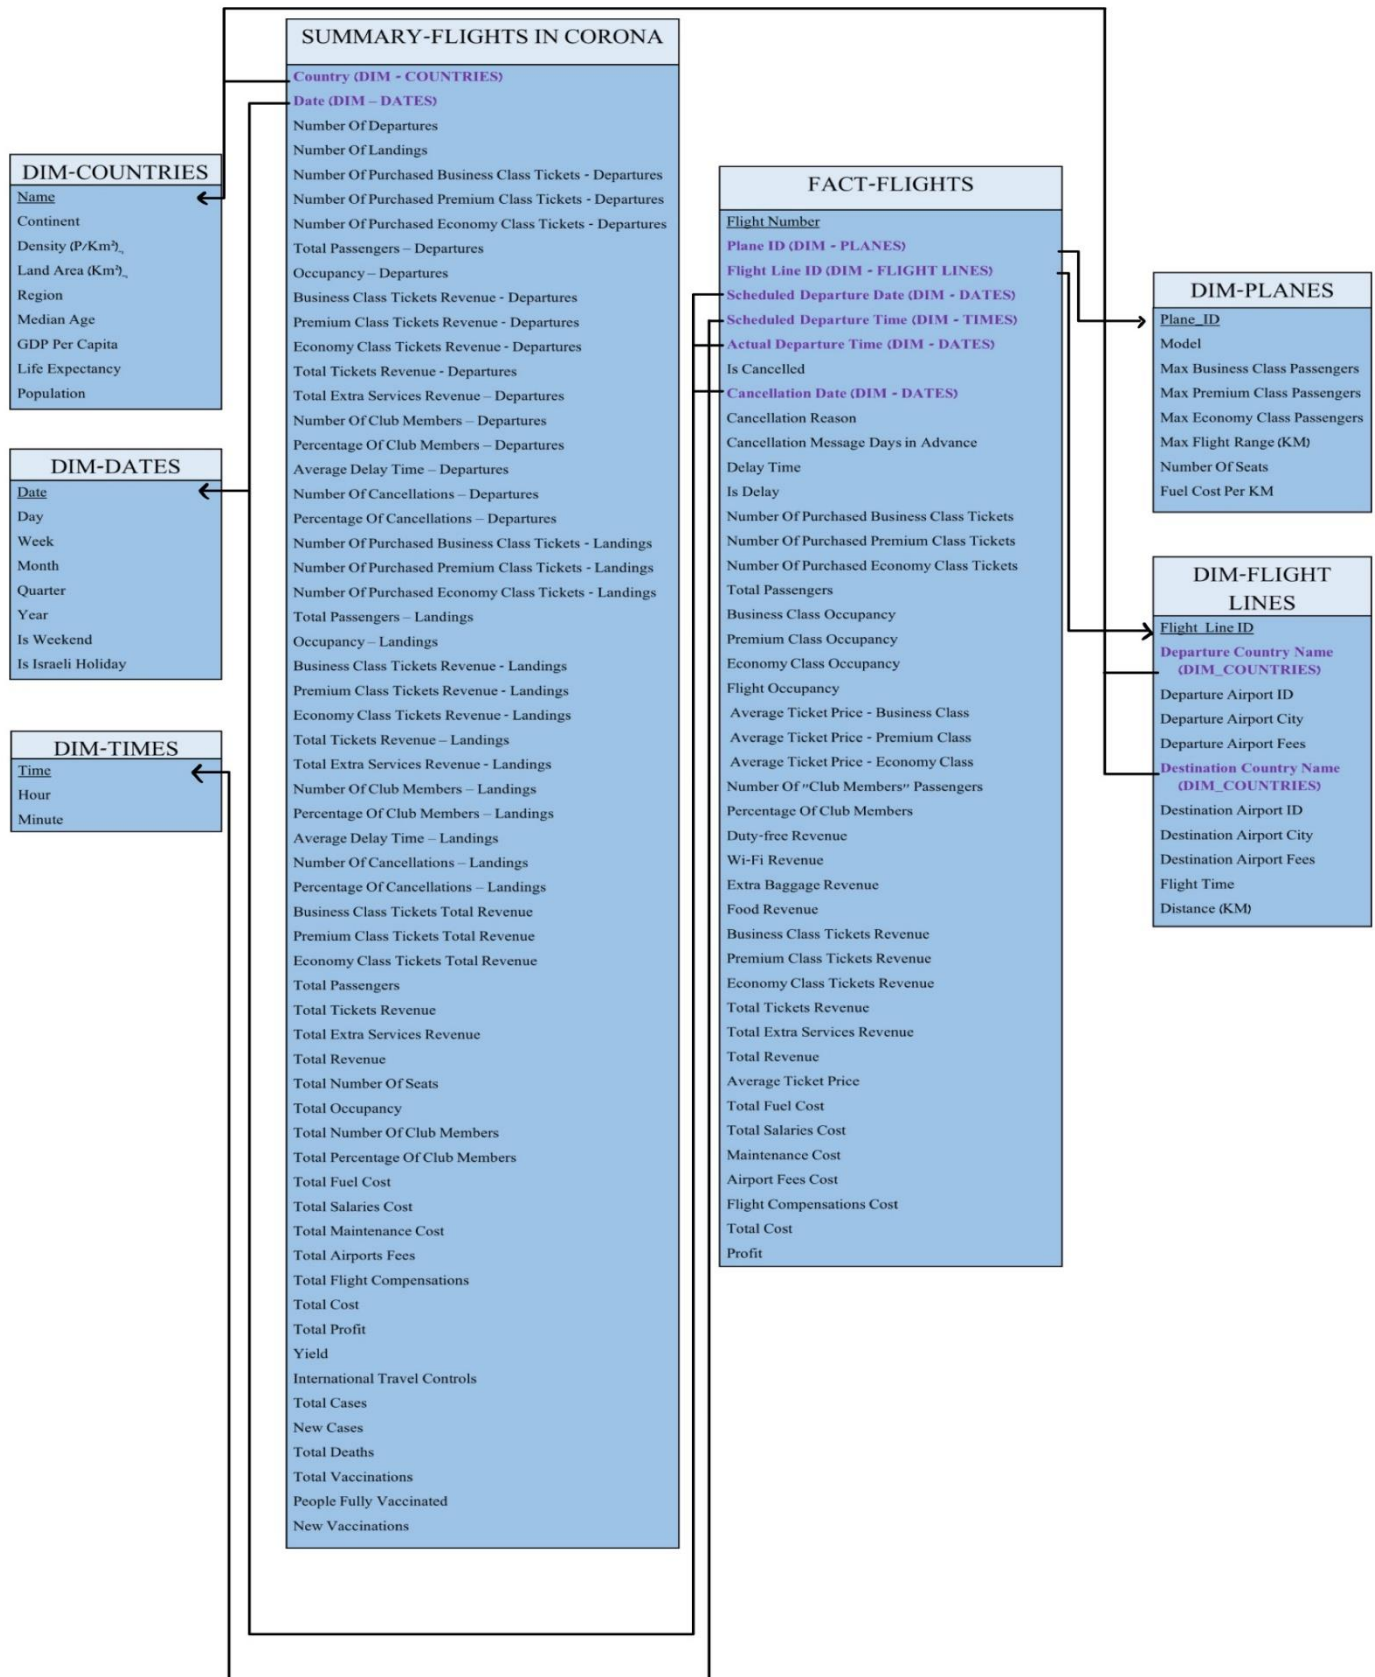 SUMMARY-FLIGHTS IN CORONA
Country (DIM - COUNTRIES)
Date (DIM – DATES)
Number Of Departures
Number Of Landings
Number Of Purchased Business Class Tickets - Departures
Number Of Purchased Premium Class Tickets - Departures
Number Of Purchased Economy Class Tickets - Departures
Total Passengers – Departures
Occupancy – Departures
Business Class Tickets Revenue - Departures
Premium Class Tickets Revenue - Departures
Economy Class Tickets Revenue - Departures
Total Tickets Revenue - Departures
Total Extra Services Revenue – Departures
Number Of Club Members – Departures
Percentage Of Club Members – Departures
Average Delay Time – Departures
Number Of Cancellations – Departures
Percentage Of Cancellations – Departures
Number Of Purchased Business Class Tickets - Landings
Number Of Purchased Premium Class Tickets - Landings
Number Of Purchased Economy Class Tickets - Landings
Total Passengers – Landings
Occupancy – Landings
Business Class Tickets Revenue - Landings
Premium Class Tickets Revenue - Landings
Economy Class Tickets Revenue - Landings
Total Tickets Revenue – Landings
Total Extra Services Revenue - Landings
Number Of Club Members – Landings
Percentage Of Club Members – Landings
Average Delay Time – Landings
Number Of Cancellations – Landings
Percentage Of Cancellations – Landings
Business Class Tickets Total Revenue
Premium Class Tickets Total Revenue
Economy Class Tickets Total Revenue
Total Passengers
Total Tickets Revenue
Total Extra Services Revenue
Total Revenue
Total Number Of Seats
Total Occupancy
Total Number Of Club Members
Total Percentage Of Club Members
Total Fuel Cost
Total Salaries Cost
Total Maintenance Cost
Total Airports Fees
Total Flight Compensations
Total Cost
Total Profit
Yield
International Travel Controls
Total Cases
New Cases
Total Deaths
Total Vaccinations
People Fully Vaccinated
New Vaccinations
DIM-COUNTRIES
Name
Continent
Density (P/Km²)
Land Area (Km²)
Region
Median Age
GDP Per Capita
Life Expectancy
Population
DIM-DATES
Date
Day
Week
Month
Quarter
Year
Is Weekend
Is Israeli Holiday
DIM-TIMES
Time
Hour
Minute
FACT-FLIGHTS
Flight Number
Plane ID (DIM - PLANES)
Flight Line ID (DIM - FLIGHT LINES)
Scheduled Departure Date (DIM - DATES)
Scheduled Departure Time (DIM - TIMES)
Actual Departure Time (DIM - DATES)
Is Cancelled
Cancellation Date (DIM - DATES)
Cancellation Reason
Cancellation Message Days in Advance
Delay Time
Is Delay
Number Of Purchased Business Class Tickets
Number Of Purchased Premium Class Tickets
Number Of Purchased Economy Class Tickets
Total Passengers
Business Class Occupancy
Premium Class Occupancy
Economy Class Occupancy
Flight Occupancy
Average Ticket Price - Business Class
Average Ticket Price - Premium Class
Average Ticket Price - Economy Class
Number Of "Club Members" Passengers
Percentage Of Club Members
Duty-free Revenue
Wi-Fi Revenue
Extra Baggage Revenue
Food Revenue
Business Class Tickets Revenue
Premium Class Tickets Revenue
Economy Class Tickets Revenue
Total Tickets Revenue
Total Extra Services Revenue
Total Revenue
Average Ticket Price
Total Fuel Cost
Total Salaries Cost
Maintenance Cost
Airport Fees Cost
Flight Compensations Cost
Total Cost
Profit
DIM-PLANES
Plane_ID
Model
Max Business Class Passengers
Max Premium Class Passengers
Max Economy Class Passengers
Max Flight Range (KM)
Number Of Seats
Fuel Cost Per KM
DIM-FLIGHT
LINES
Flight_Line ID
Departure Country Name
(DIM_COUNTRIES)
Departure Airport ID
Departure Airport City
Departure Airport Fees
Destination Country Name
(DIM_COUNTRIES)
Destination Airport ID
Destination Airport City
Destination Airport Fees
Flight Time
Distance (KM)